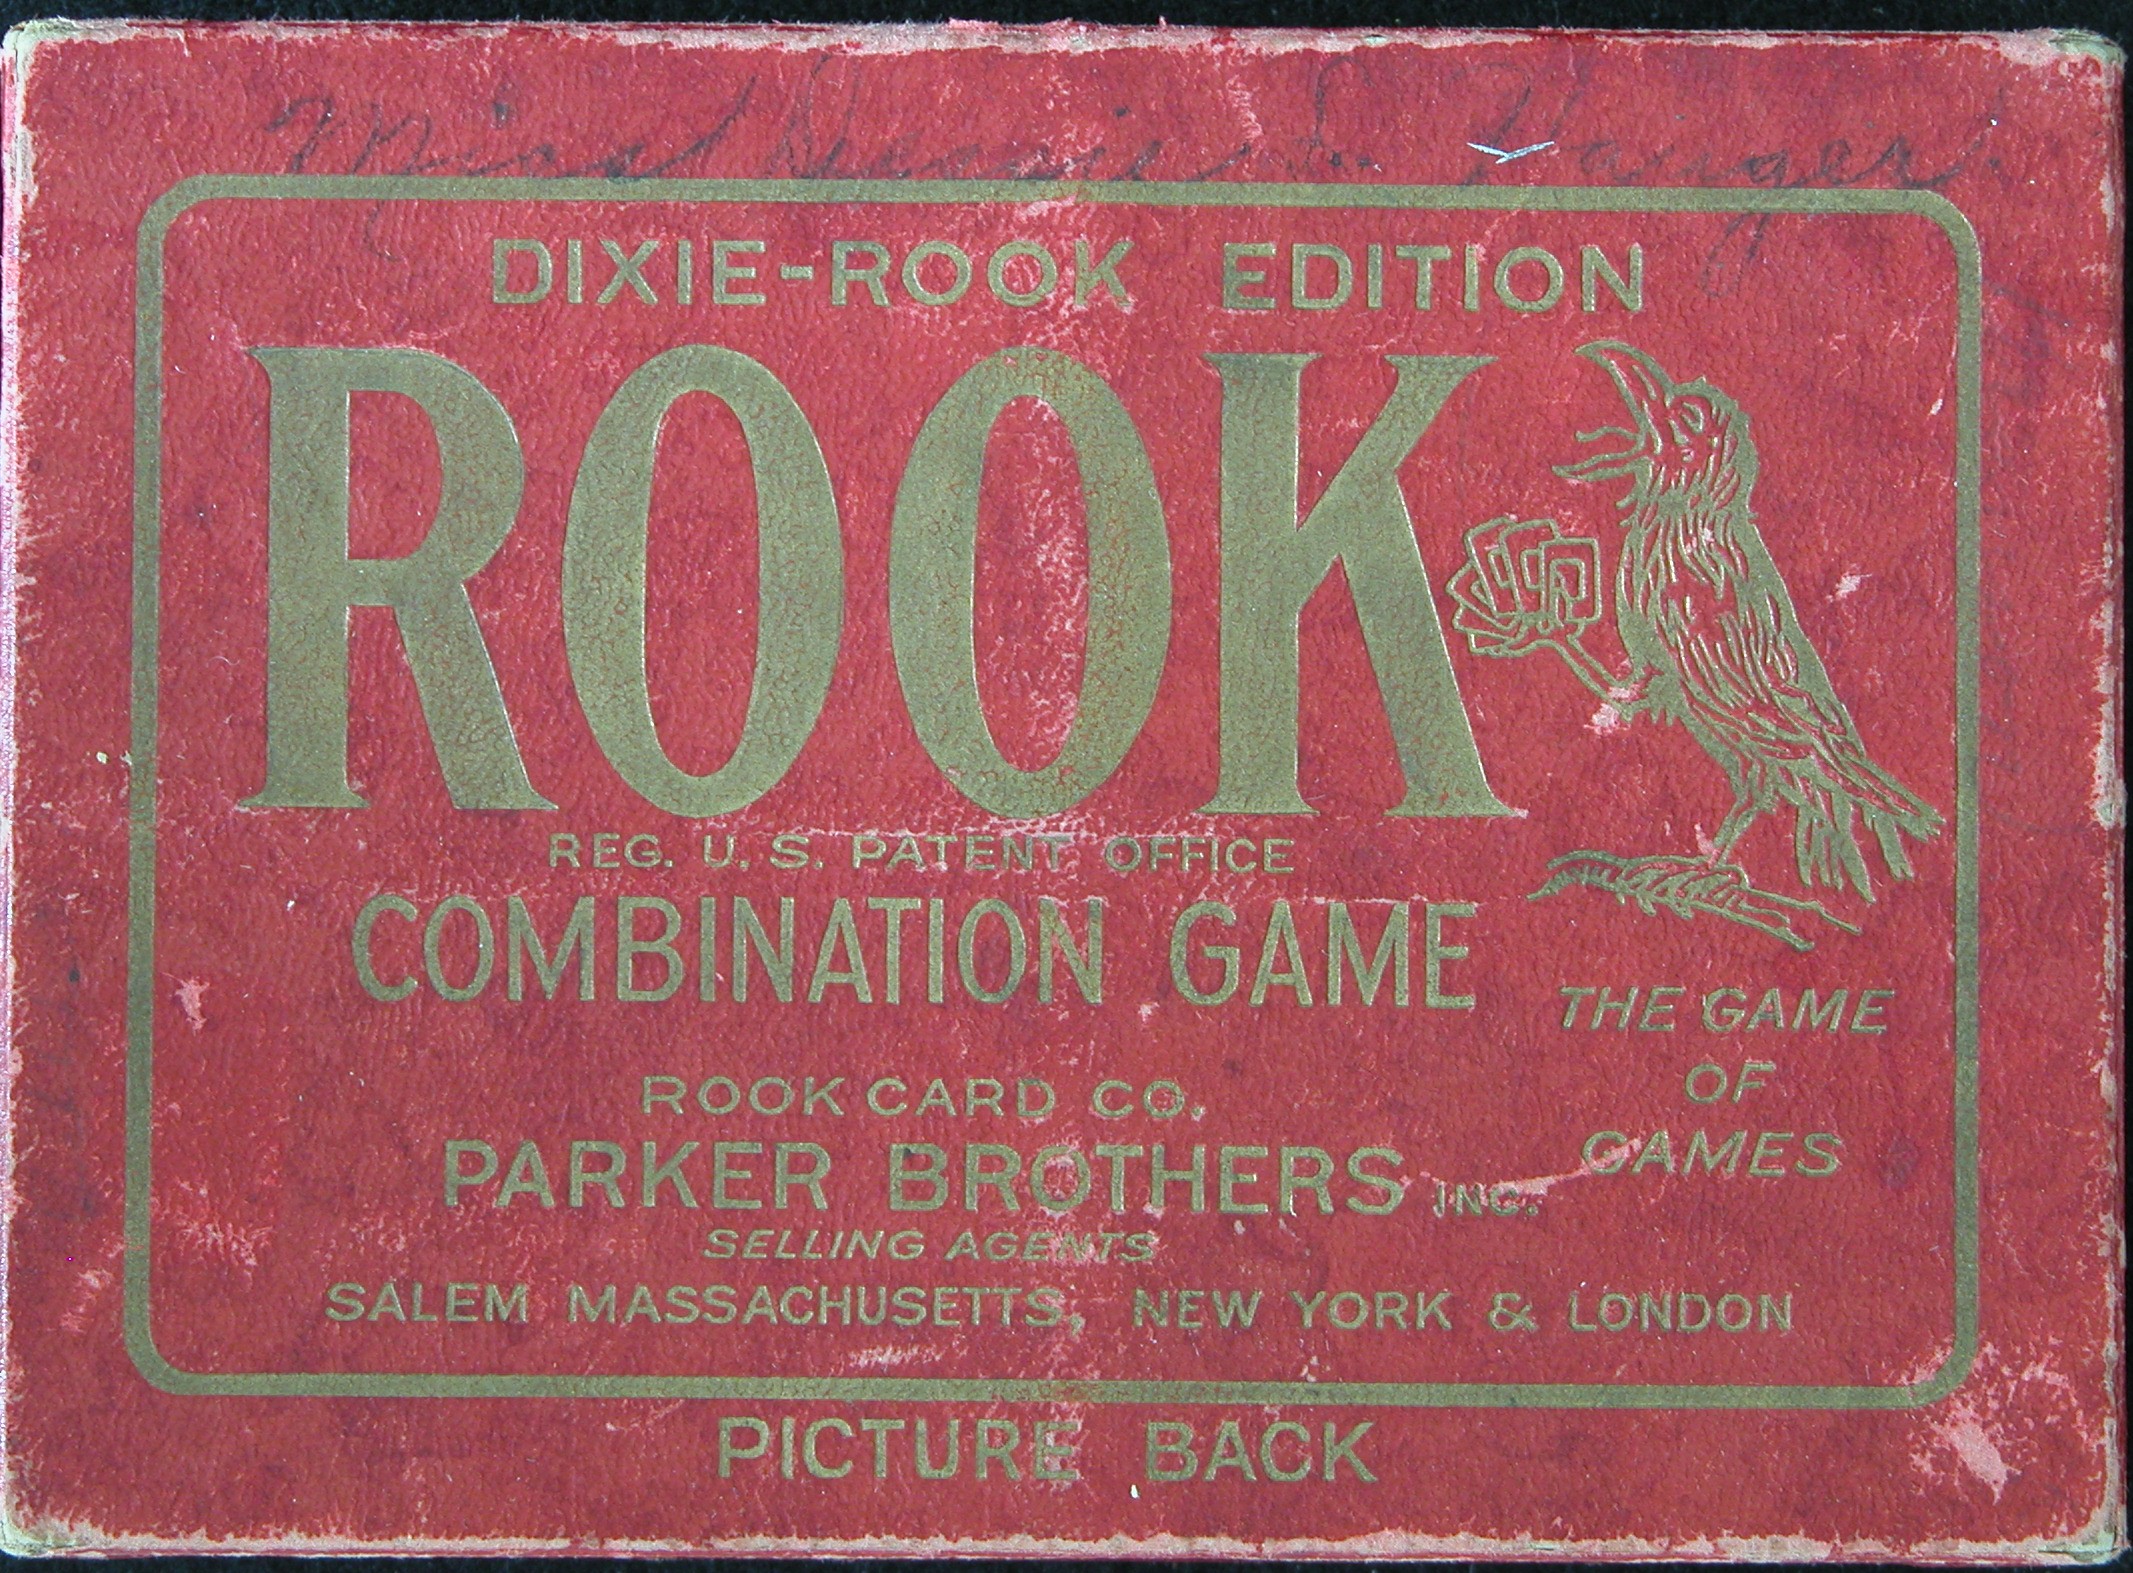 Miss
DIXIE-ROOK EDITION
ROOK
REG. U. S. PATENT OFFICE
COMBINATION GAME
THE GAME
OF
GAMES
ROOK CARD CO.
PARKER BROTHERS INC.
SELLING AGENTS
SALEM MASSACHUSETTS, NEW YORK & LONDON
PICTURE BACK